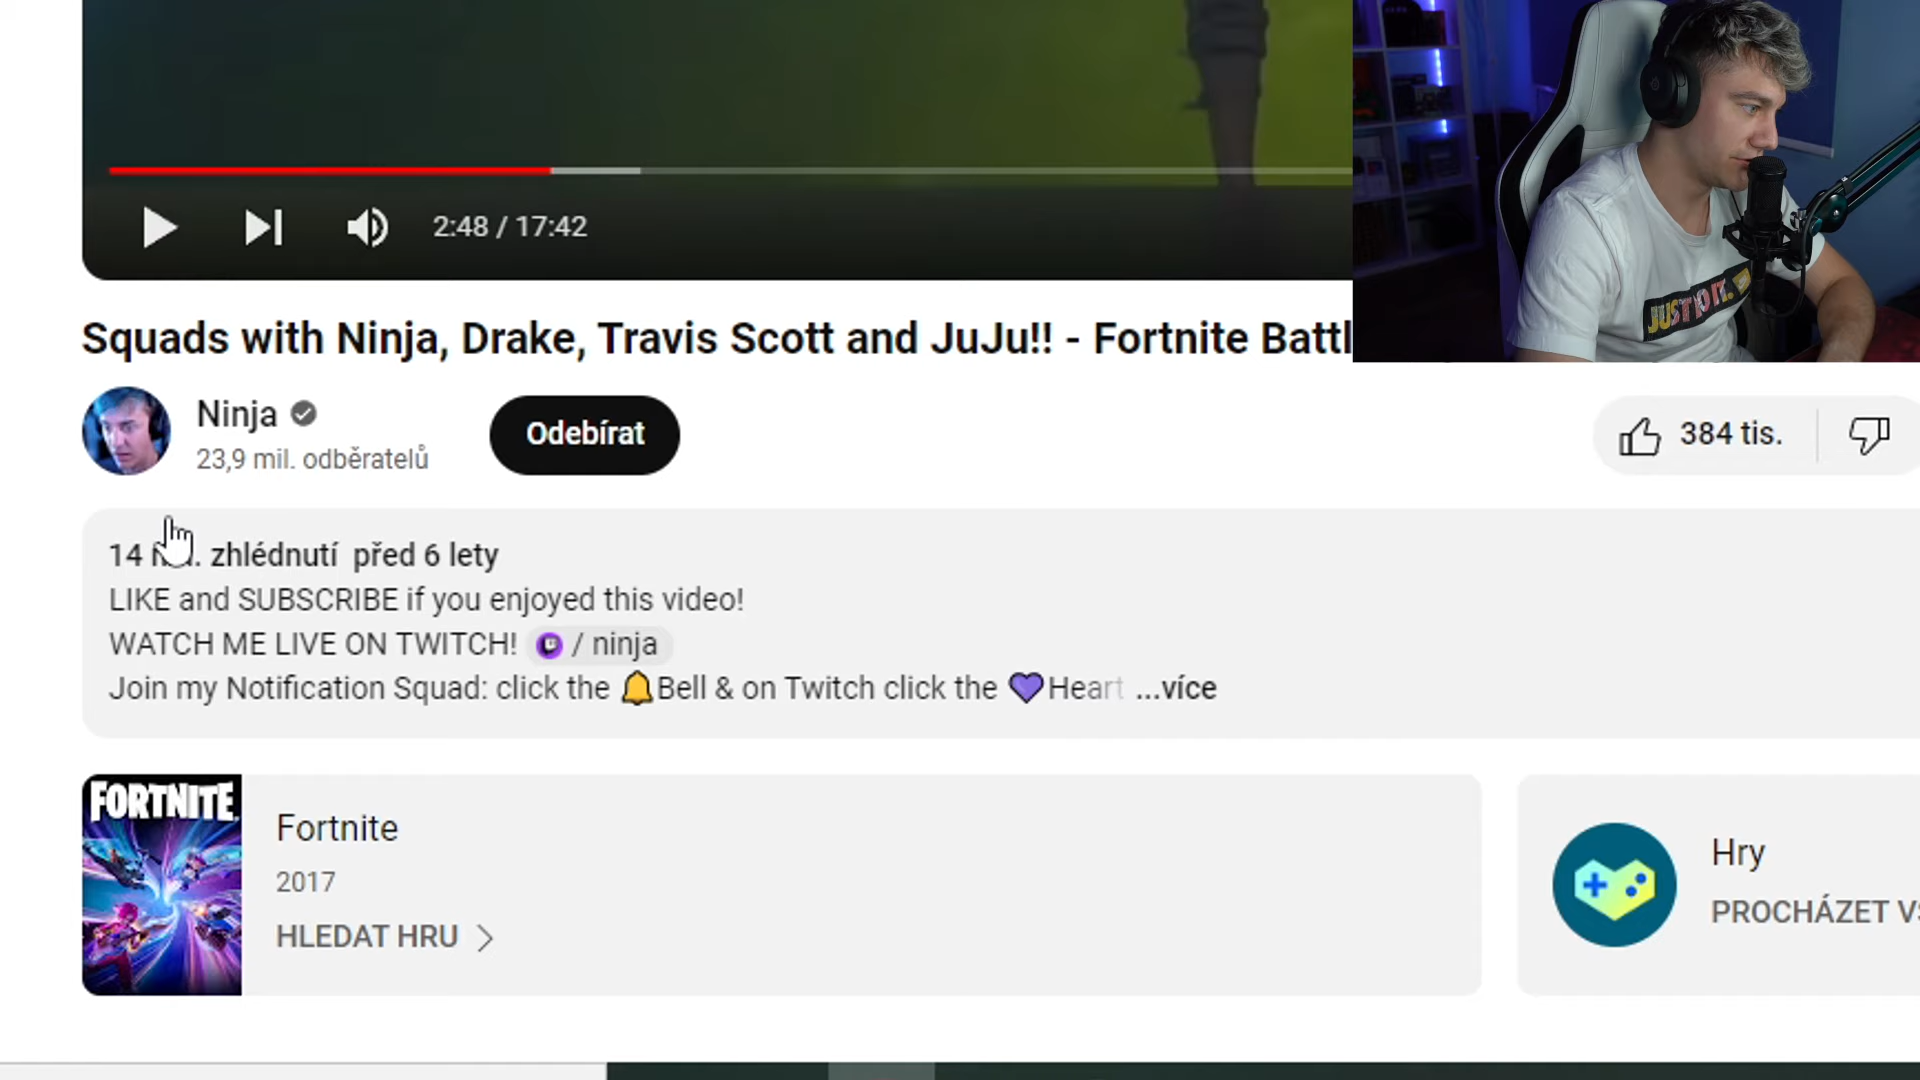 2:48 / 17:42
JUST DO IT.
Squads with Ninja, Drake, Travis Scott and JuJu!! - Fortnite Battl
Ninja
23,9 mil. odběratelů
Odebírat
384 tis.
14 zhlédnutí před 6 lety
LIKE and SUBSCRIBE if you enjoyed this video!
WATCH ME LIVE ON TWITCH! / ninja
Join my Notification Squad: click the 🔔Bell & on Twitch click the 💜Heart ...více
FORTNITE
Fortnite
2017
HLEDAT HRU
Hry
PROCHÁZET